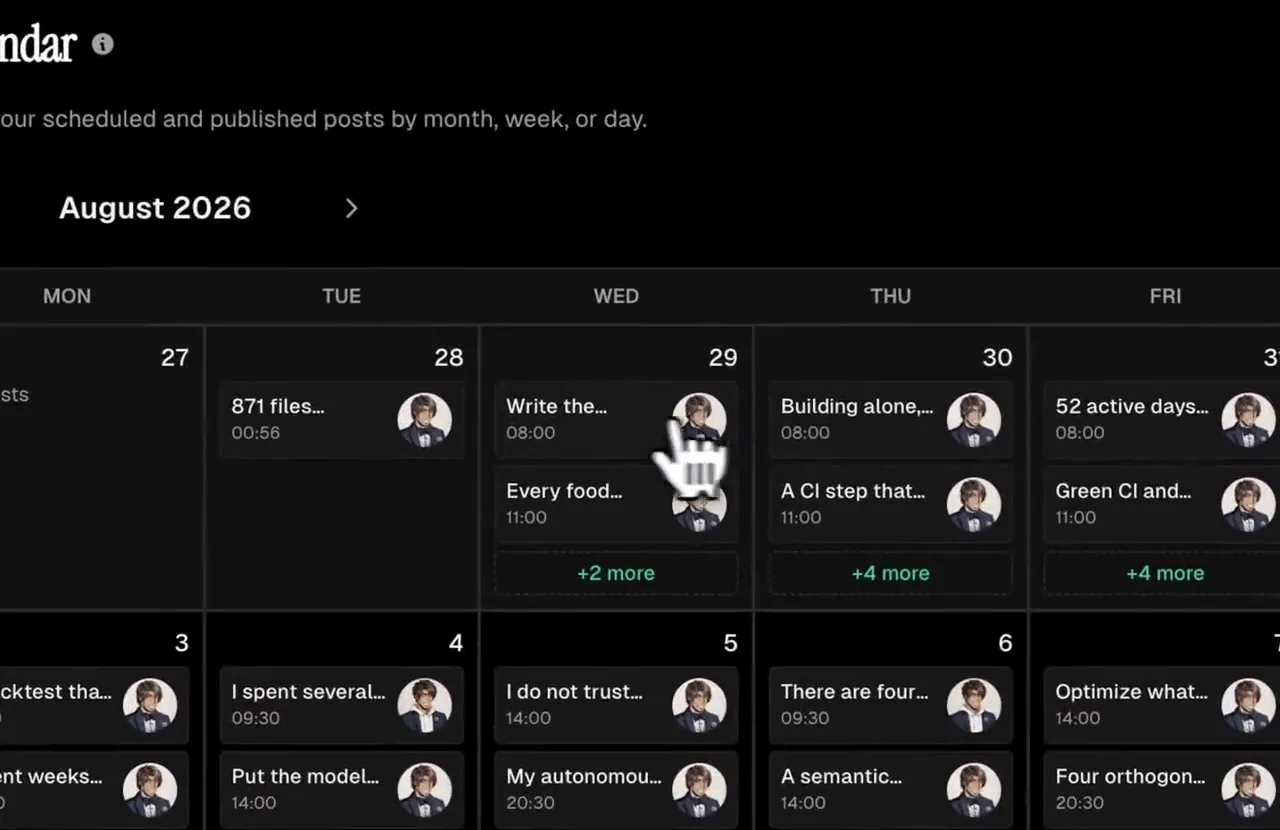 ndar
our scheduled and published posts by month, week, or day.
August 2026
MON TUE WED THU FRI
27 28 29 30
sts
871 files… Write the… Building alone,… 52 active days…
00:56 08:00 08:00 08:00
Every food… A CI step that… Green CI and…
11:00 11:00 11:00
+2 more +4 more +4 more
3 4 5 6 7
cktest tha… I spent several… I do not trust… There are four… Optimize what…
09:30 14:00 09:30 14:00
ent weeks… Put the model… My autonomou… A semantic… Four orthogon…
14:00 20:30 14:00 20:30